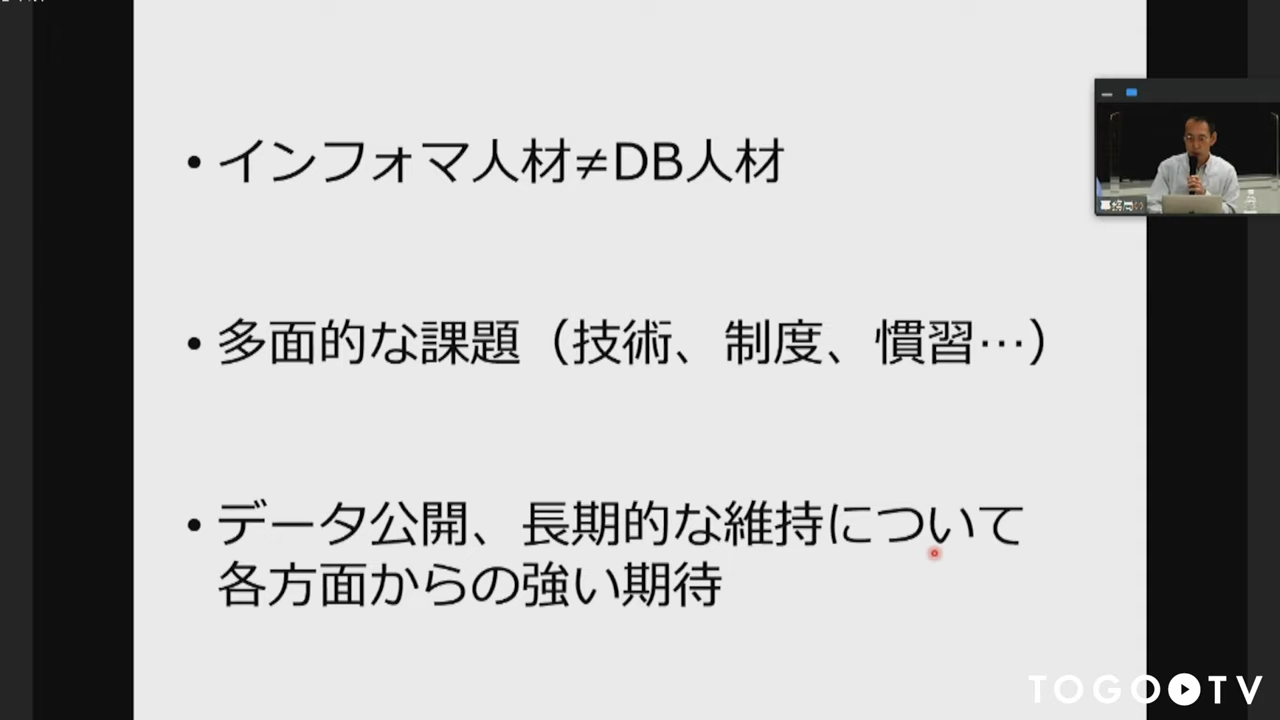 • インフォマ人材≠DB人材
• 多面的な課題（技術、制度、慣習…）
• データ公開、長期的な維持について
各方面からの強い期待
TOGOTV